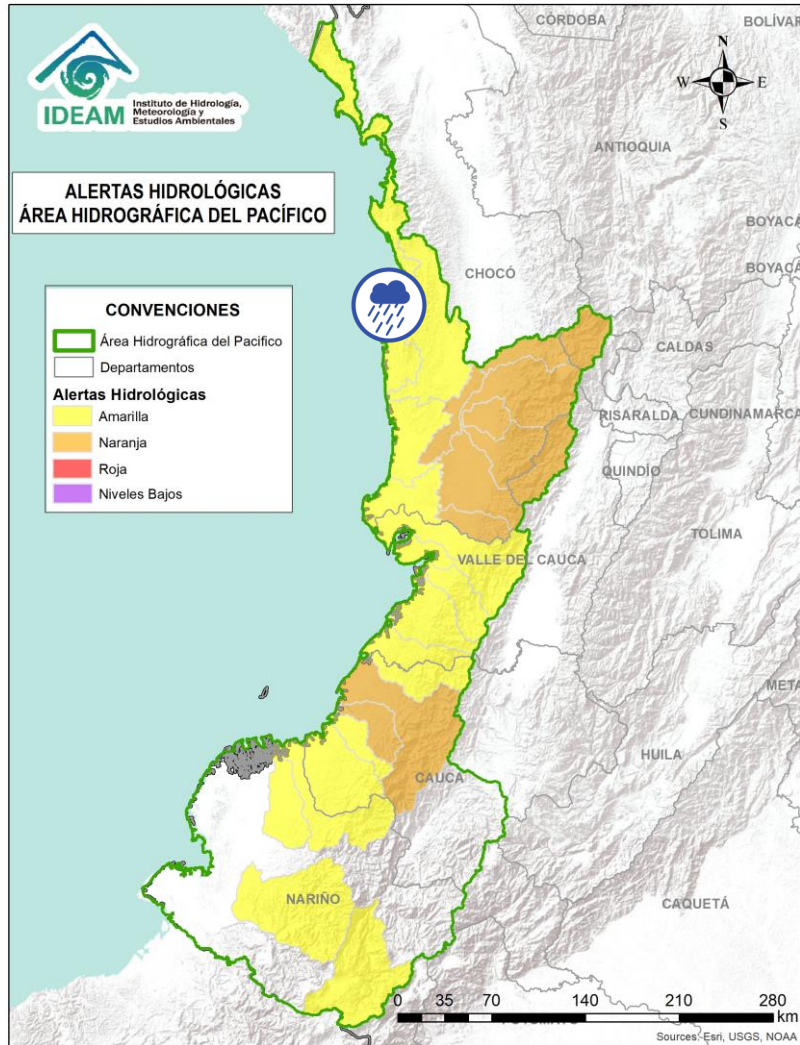 IDEAM
Instituto de Hidrología,
Meteorología y
Estudios Ambientales
ALERTAS HIDROLÓGICAS
ÁREA HIDROGRÁFICA DEL PACÍFICO
CONVENCIONES
Área Hidrográfica del Pacifico
Departamentos
Alertas Hidrológicas
Amarilla
Naranja
Roja
Niveles Bajos
N
W E
S
CÓRDOBA
BOLÍVAR
ANTIOQUIA
BOYACÁ
CHOCÓ
BOYACÁ
CALDAS
RISARALDA
CUNDINAMARCA
QUINDÍO
TOLIMA
VALLE DEL CAUCA
META
HUILA
CAUCA
NARIÑO
CAQUETÁ
0 35 70 140 210 280
km
Sources: Esri, USGS, NOAA